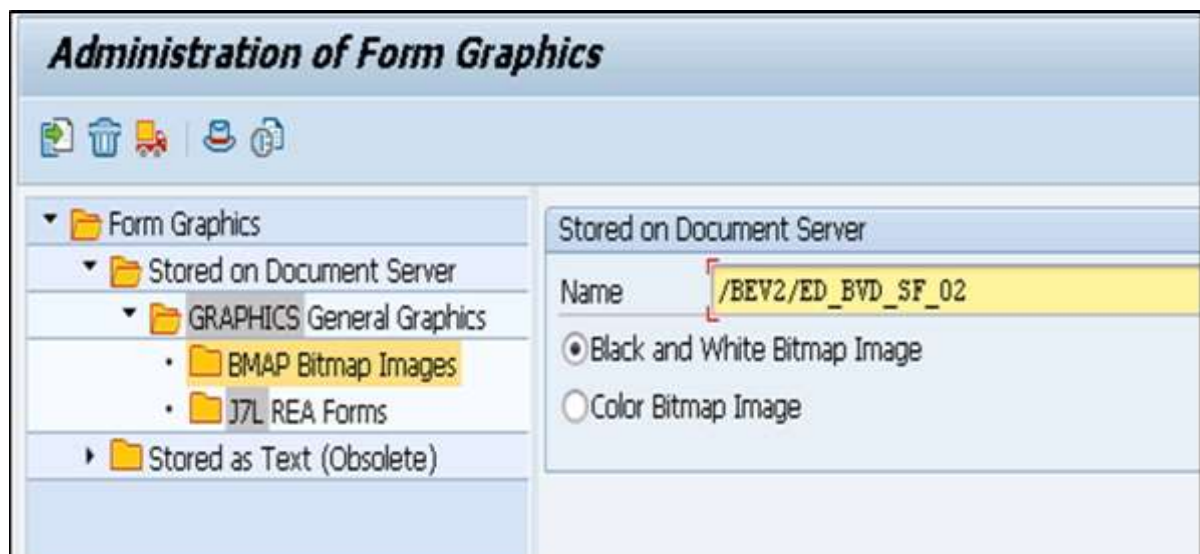 Administration of Form Graphics
Form Graphics
Stored on Document Server
GRAPHICS General Graphics
BMAP Bitmap Images
J7L REA Forms
Stored as Text (Obsolete)
Stored on Document Server
Name /BEV2/ED_BVD_SF_02
Black and White Bitmap Image
Color Bitmap Image